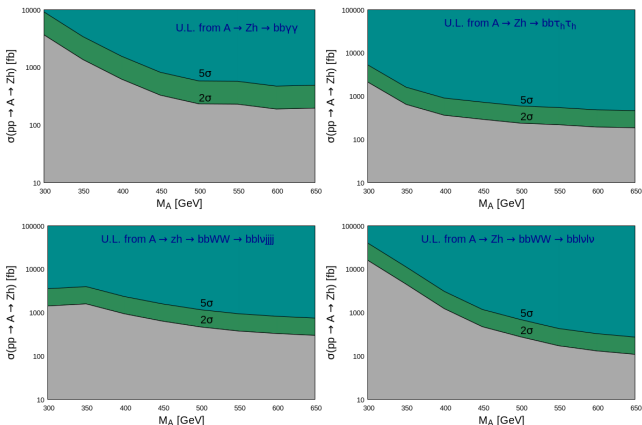 10000
1000
100
10
σ(pp → A → Zh) [fb]
U.L. from A → Zh → bbγγ
5σ
2σ
300 350 400 450 500 550 600 650
M_A [GeV]
100000
10000
1000
100
10
σ(pp → A → Zh) [fb]
U.L. from A → Zh → bbτ_hτ_h
5σ
2σ
300 350 400 450 500 550 600 650
M_A [GeV]
100000
10000
1000
100
10
σ(pp → A → Zh) [fb]
U.L. from A → zh → bbWW → bblνjjjj
5σ
2σ
300 350 400 450 500 550 600 650
M_A [GeV]
100000
10000
1000
100
10
σ(pp → A → Zh) [fb]
U.L. from A → Zh → bbWW → bblνlν
5σ
2σ
300 350 400 450 500 550 600 650
M_A [GeV]